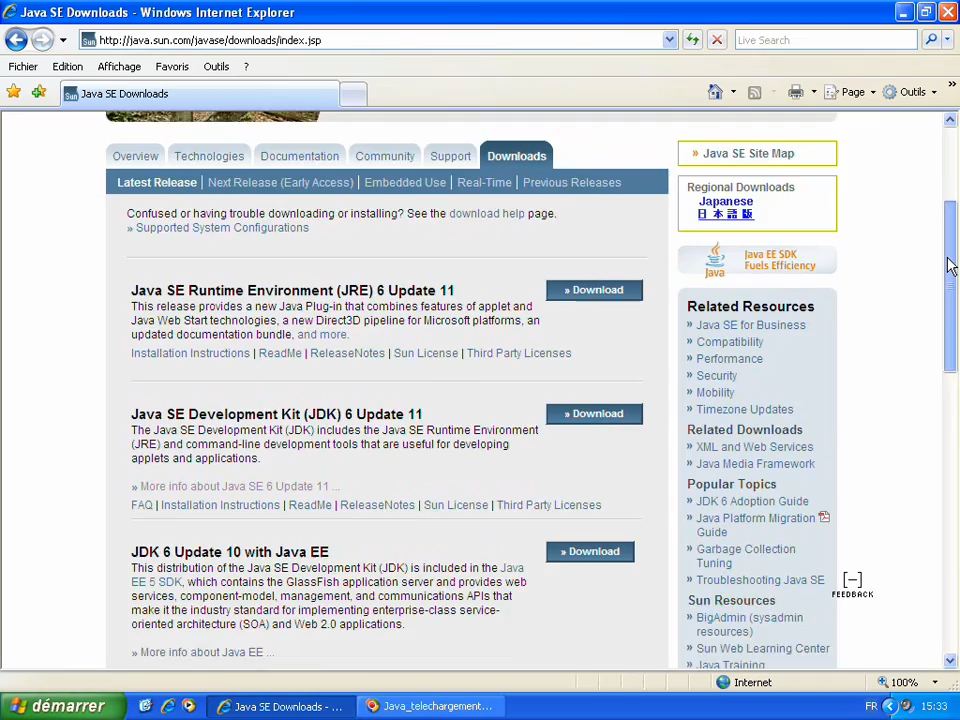 Java SE Downloads - Windows Internet Explorer
http://java.sun.com/javase/downloads/index.jsp
Live Search
Fichier Edition Affichage Favoris Outils ?
Java SE Downloads
Page Outils
Overview Technologies Documentation Community Support Downloads
Latest Release | Next Release (Early Access) | Embedded Use | Real-Time | Previous Releases
Confused or having trouble downloading or installing? See the download help page.
» Supported System Configurations
Java SE Runtime Environment (JRE) 6 Update 11
» Download
This release provides a new Java Plug-in that combines features of applet and
Java Web Start technologies, a new Direct3D pipeline for Microsoft platforms, an
updated documentation bundle, and more.
Installation Instructions | ReadMe | ReleaseNotes | Sun License | Third Party Licenses
Java SE Development Kit (JDK) 6 Update 11
» Download
The Java SE Development Kit (JDK) includes the Java SE Runtime Environment
(JRE) and command-line development tools that are useful for developing
applets and applications.
» More info about Java SE 6 Update 11 ...
FAQ | Installation Instructions | ReadMe | ReleaseNotes | Sun License | Third Party Licenses
JDK 6 Update 10 with Java EE
» Download
This distribution of the Java SE Development Kit (JDK) is included in the Java
EE 5 SDK, which contains the GlassFish application server and provides web
services, component-model, management, and communications APIs that
make it the industry standard for implementing enterprise-class service-
oriented architecture (SOA) and Web 2.0 applications.
» More info about Java EE ...
» Java SE Site Map
Regional Downloads
Japanese
日本語版
Java
Java EE SDK
Fuels Efficiency
Related Resources
» Java SE for Business
» Compatibility
» Performance
» Security
» Mobility
» Timezone Updates
Related Downloads
» XML and Web Services
» Java Media Framework
Popular Topics
» JDK 6 Adoption Guide
» Java Platform Migration
Guide
» Garbage Collection
Tuning
» Troubleshooting Java SE
Sun Resources
» BigAdmin (sysadmin
resources)
» Sun Web Learning Center
» Java Training
[–]
FEEDBACK
Internet
100%
démarrer
Java SE Downloads - ...
Java_telechargement...
FR
15:33